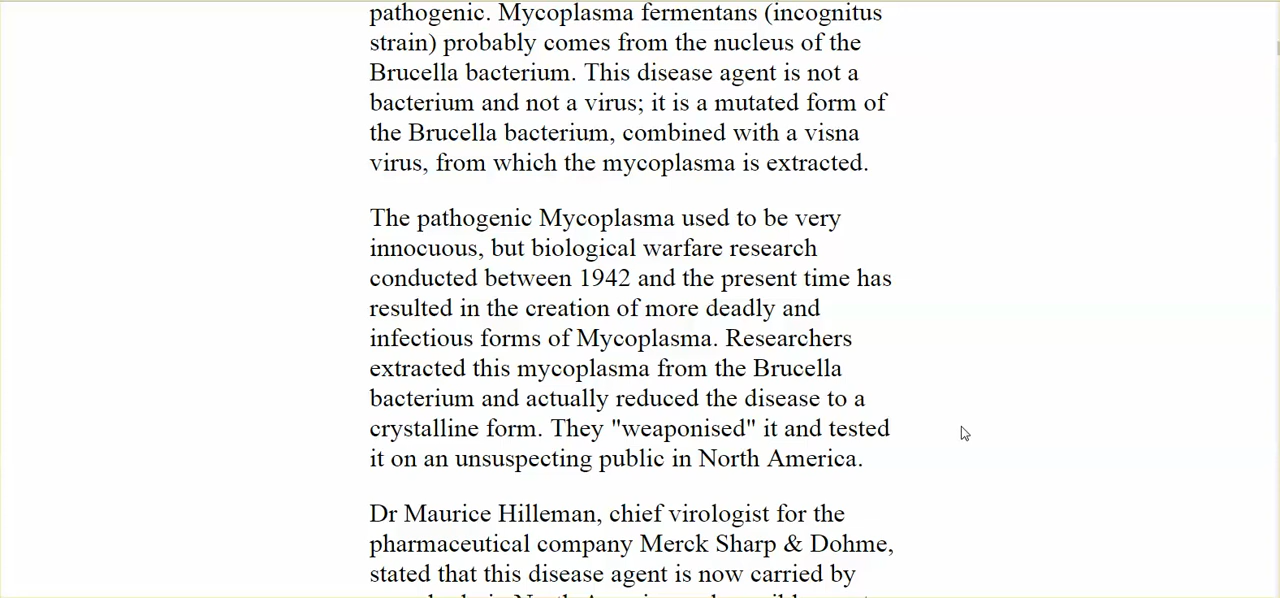 pathogenic. Mycoplasma fermentans (incognitus
strain) probably comes from the nucleus of the
Brucella bacterium. This disease agent is not a
bacterium and not a virus; it is a mutated form of
the Brucella bacterium, combined with a visna
virus, from which the mycoplasma is extracted.
The pathogenic Mycoplasma used to be very
innocuous, but biological warfare research
conducted between 1942 and the present time has
resulted in the creation of more deadly and
infectious forms of Mycoplasma. Researchers
extracted this mycoplasma from the Brucella
bacterium and actually reduced the disease to a
crystalline form. They "weaponised" it and tested
it on an unsuspecting public in North America.
Dr Maurice Hilleman, chief virologist for the
pharmaceutical company Merck Sharp & Dohme,
stated that this disease agent is now carried by